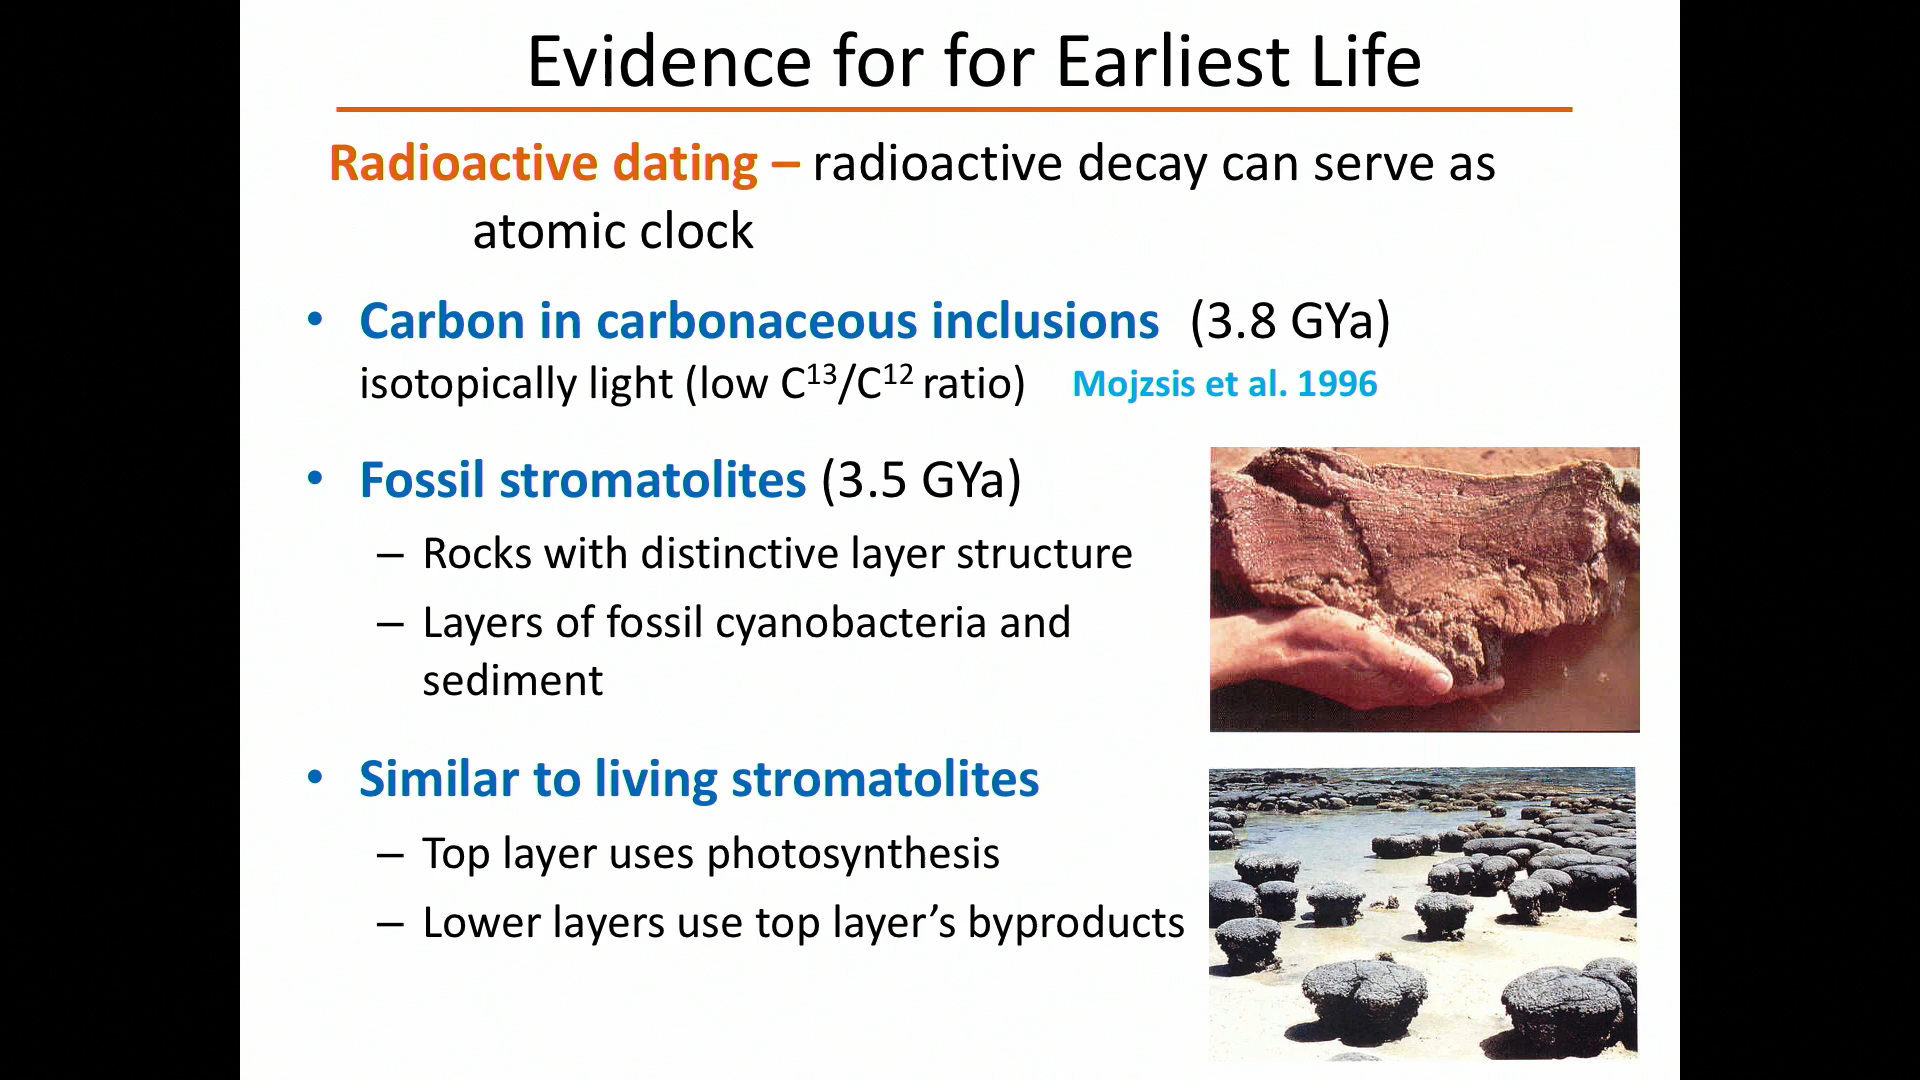 Evidence for for Earliest Life
Radioactive dating – radioactive decay can serve as
atomic clock
• Carbon in carbonaceous inclusions (3.8 GYa)
isotopically light (low C¹³/C¹² ratio) Mojzsis et al. 1996
• Fossil stromatolites (3.5 GYa)
– Rocks with distinctive layer structure
– Layers of fossil cyanobacteria and
sediment
• Similar to living stromatolites
– Top layer uses photosynthesis
– Lower layers use top layer’s byproducts